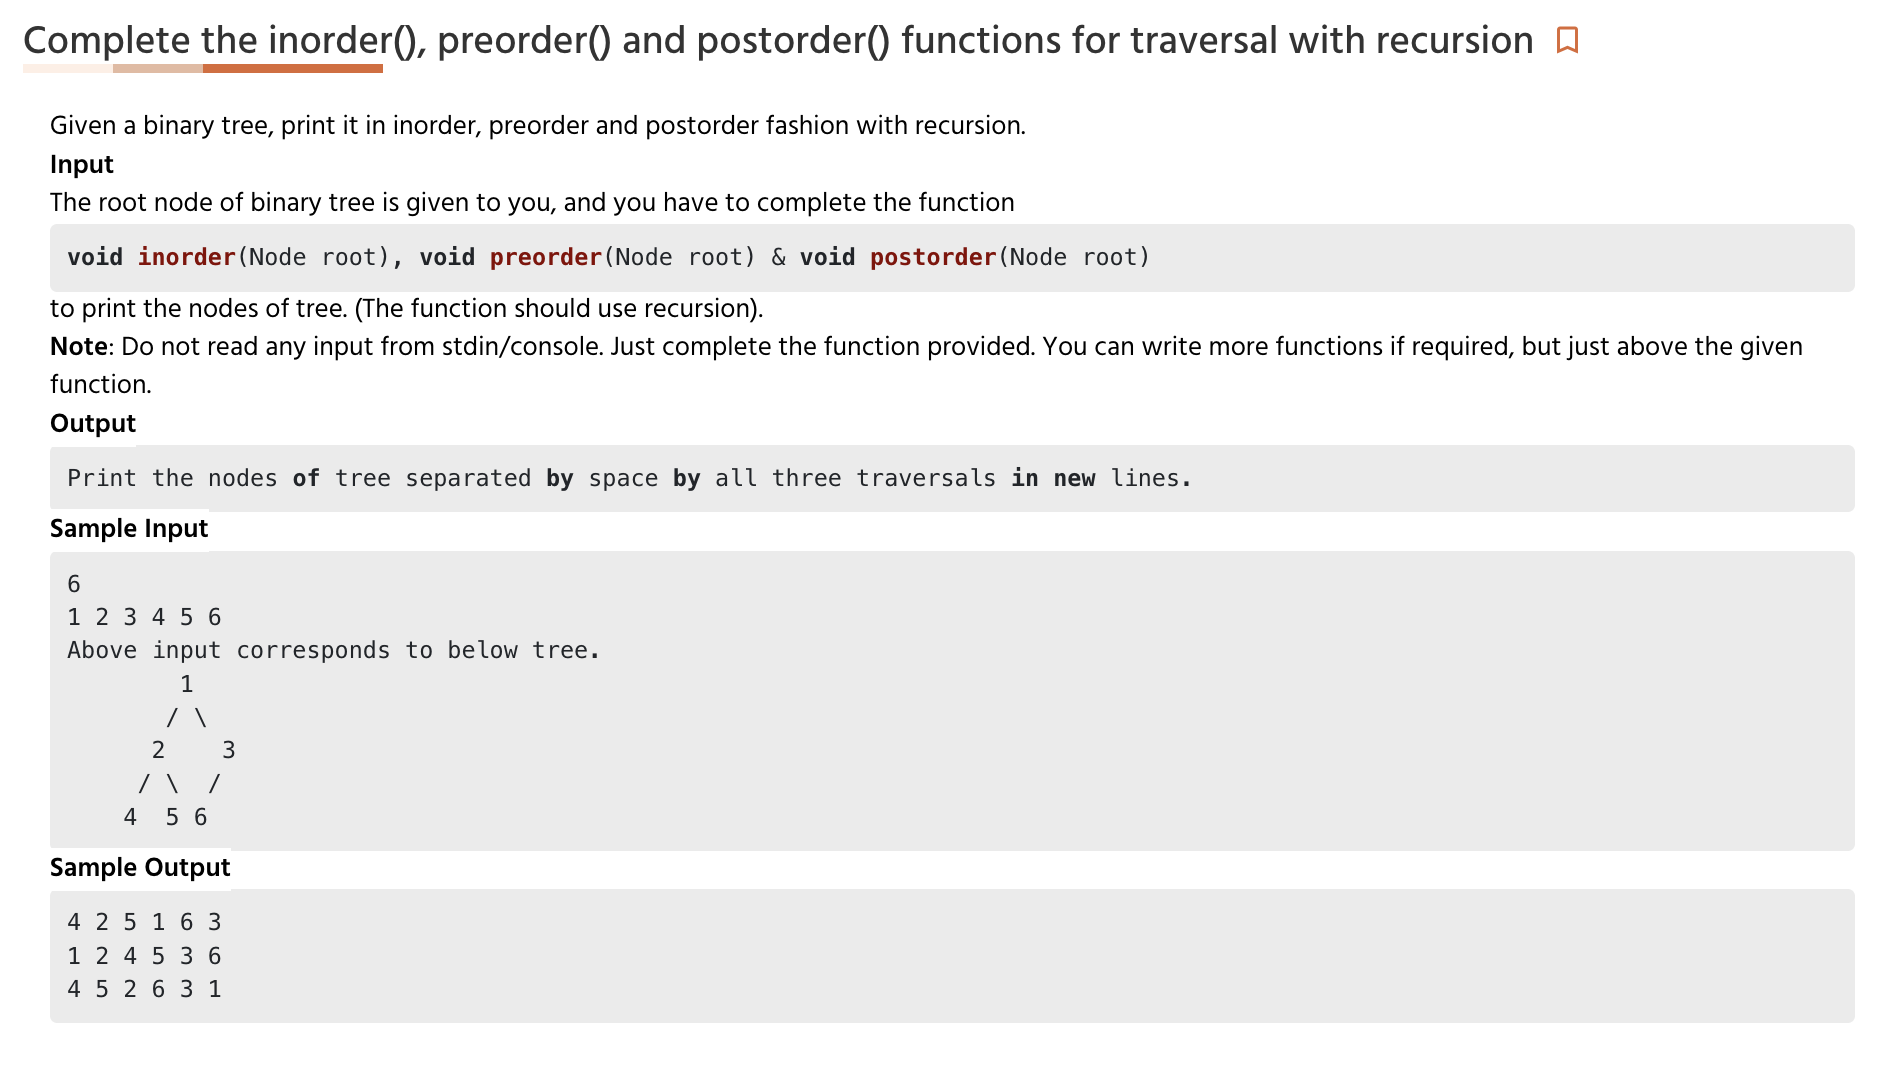 Complete the inorder(), preorder() and postorder() functions for traversal with recursion
Given a binary tree, print it in inorder, preorder and postorder fashion with recursion.
Input
The root node of binary tree is given to you, and you have to complete the function
void inorder(Node root), void preorder(Node root) & void postorder(Node root)
to print the nodes of tree. (The function should use recursion).
Note: Do not read any input from stdin/console. Just complete the function provided. You can write more functions if required, but just above the given
function.
Output
Print the nodes of tree separated by space by all three traversals in new lines.
Sample Input
6
1 2 3 4 5 6
Above input corresponds to below tree.
        1
       / \
      2    3
     / \  /
    4  5 6
Sample Output
4 2 5 1 6 3
1 2 4 5 3 6
4 5 2 6 3 1